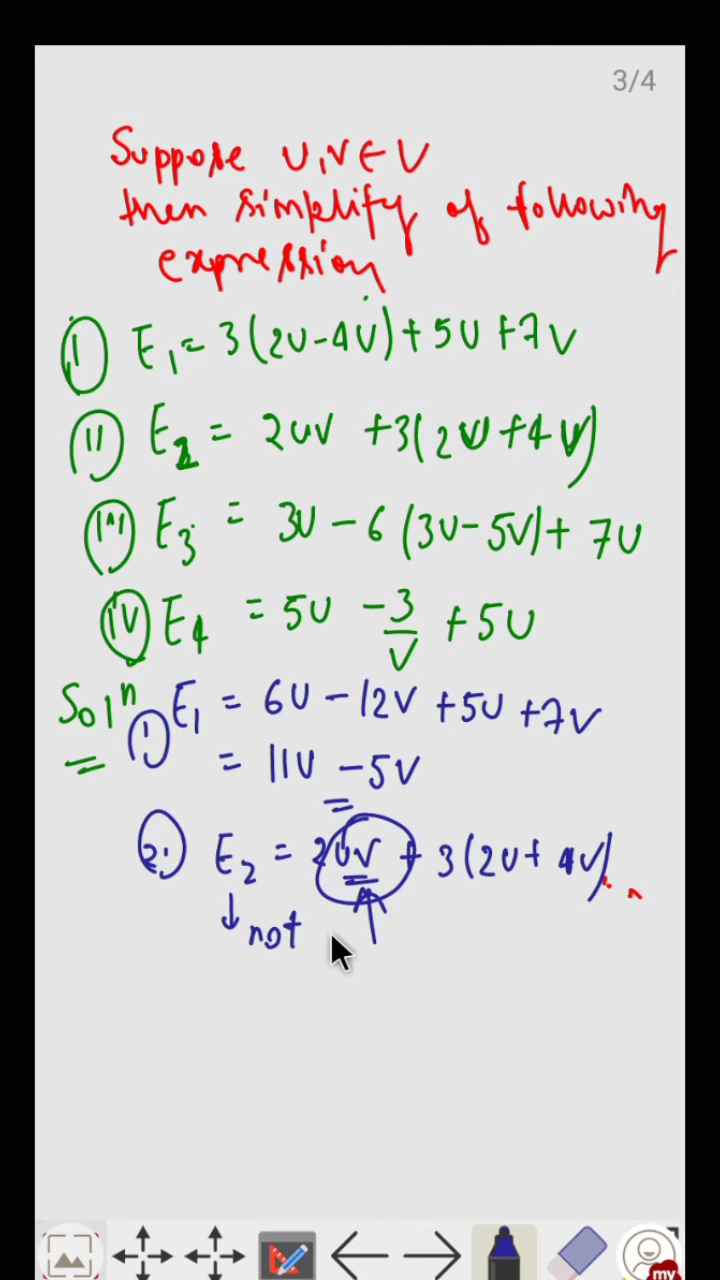 3/4
Suppose u,v ∈ V
then simplify of following
expression
(i) E₁ = 3(2u-4v)+5u+7v
(ii) E₂ = 2uv +3(2u+4v)
(iii) E₃ = 3u-6(3u-5v)+7u
(iv) E₄ = 5u -3/v +5u
Solⁿ (1) E₁ = 6u-12v+5u+7v
= 11u-5v
2. E₂ = 2uv + 3(2u+4v)
↓ not
my